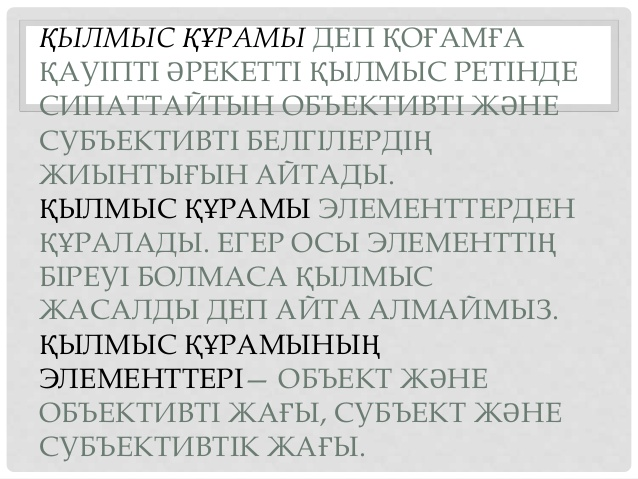 ҚЫЛМЫС ҚҰРАМЫ ДЕП ҚОҒАМҒА
ҚАУІПТІ ӘРЕКЕТТІ ҚЫЛМЫС РЕТІНДЕ
СИПАТТАЙТЫН ОБЪЕКТИВТІ ЖӘНЕ
СУБЪЕКТИВТІ БЕЛГІЛЕРДІҢ
ЖИЫНТЫҒЫН АЙТАДЫ.
ҚЫЛМЫС ҚҰРАМЫ ЭЛЕМЕНТТЕРДЕН
ҚҰРАЛАДЫ. ЕГЕР ОСЫ ЭЛЕМЕНТТІҢ
БІРЕУІ БОЛМАСА ҚЫЛМЫС
ЖАСАЛДЫ ДЕП АЙТА АЛМАЙМЫЗ.
ҚЫЛМЫС ҚҰРАМЫНЫҢ
ЭЛЕМЕНТТЕРІ— ОБЪЕКТ ЖӘНЕ
ОБЪЕКТИВТІ ЖАҒЫ, СУБЪЕКТ ЖӘНЕ
СУБЪЕКТИВТІК ЖАҒЫ.